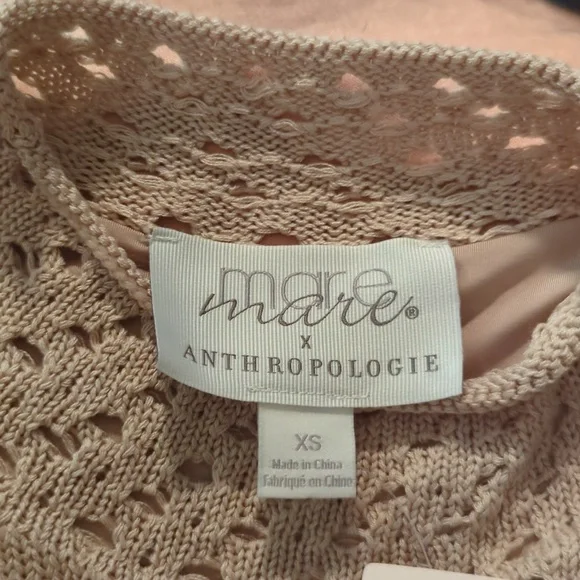 mare
mare®
X
ANTHROPOLOGIE
XS
Made in China
Fabriqué en Chine